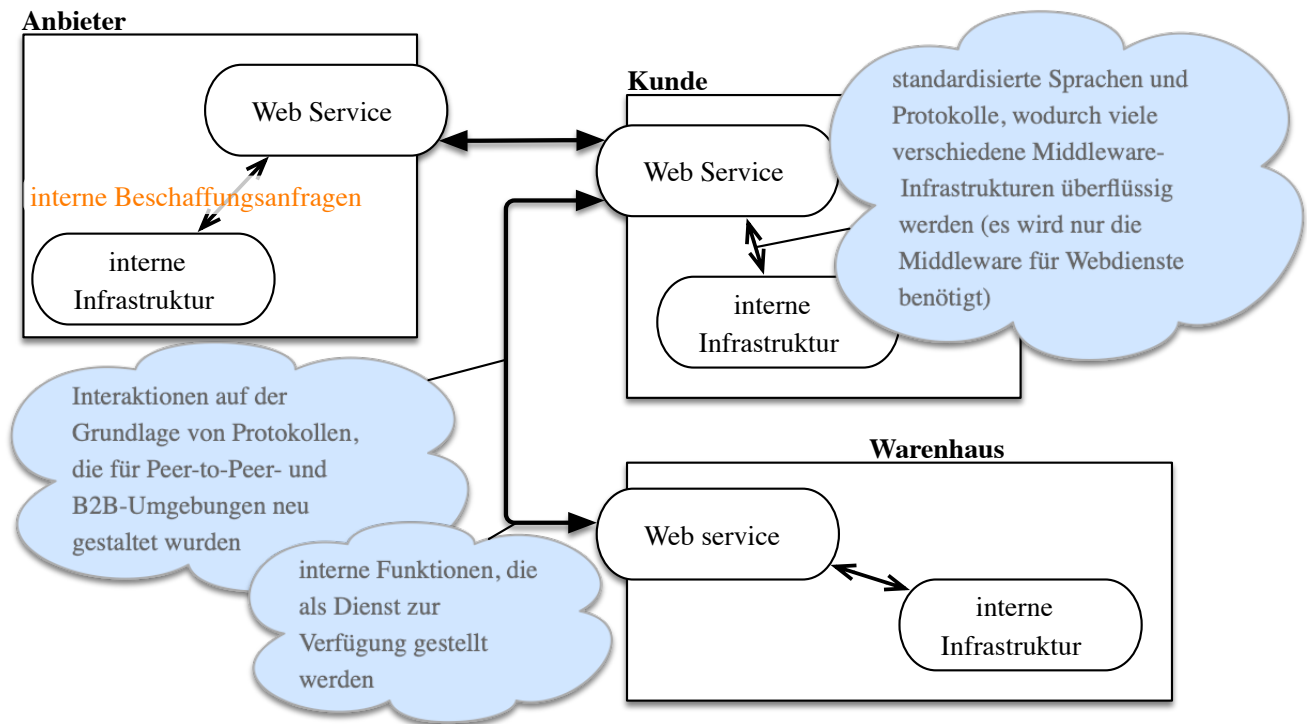 Anbieter
Web Service
interne Beschaffungsanfragen
interne
Infrastruktur
Kunde
Web Service
interne
Infrastruktur
standardisierte Sprachen und
Protokolle, wodurch viele
verschiedene Middleware-
Infrastrukturen überflüssig
werden (es wird nur die
Middleware für Webdienste
benötigt)
Interaktionen auf der
Grundlage von Protokollen,
die für Peer-to-Peer- und
B2B-Umgebungen neu
gestaltet wurden
interne Funktionen, die
als Dienst zur
Verfügung gestellt
werden
Warenhaus
Web service
interne
Infrastruktur